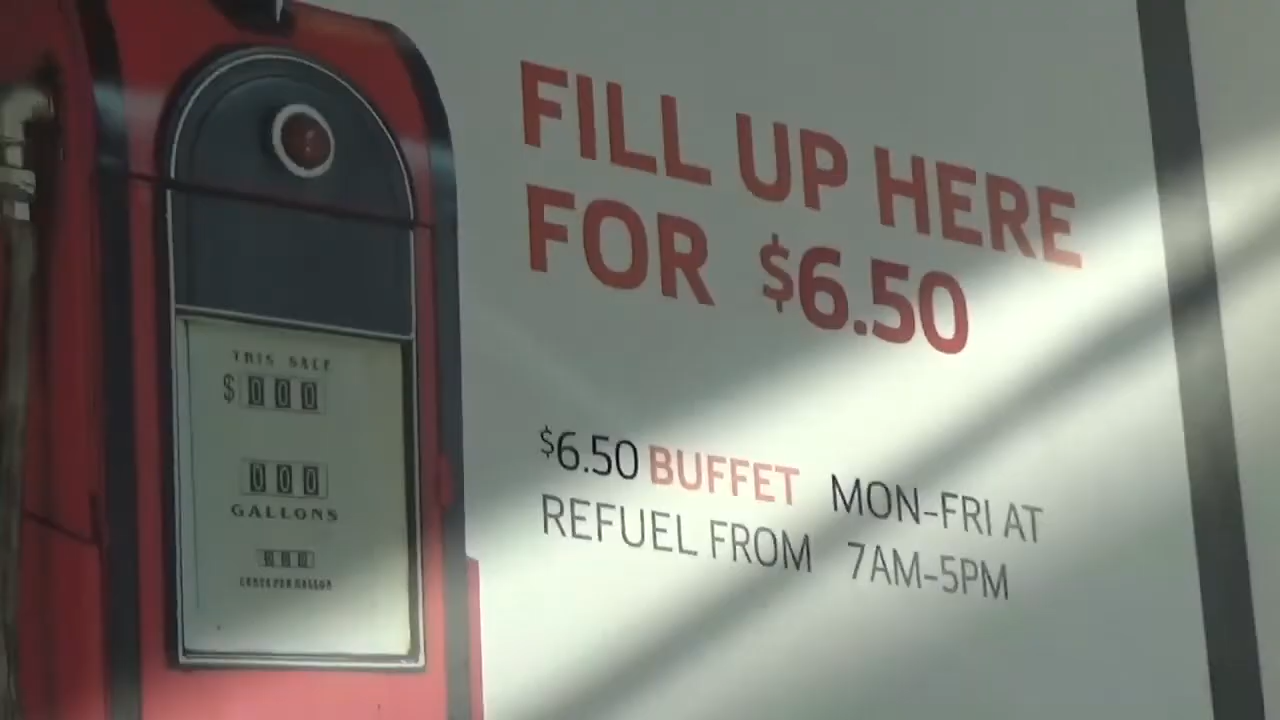 THIS SALE
$ 000
000
GALLONS
000
FILL UP HERE
FOR $6.50
$6.50 BUFFET MON-FRI AT
REFUEL FROM 7AM-5PM